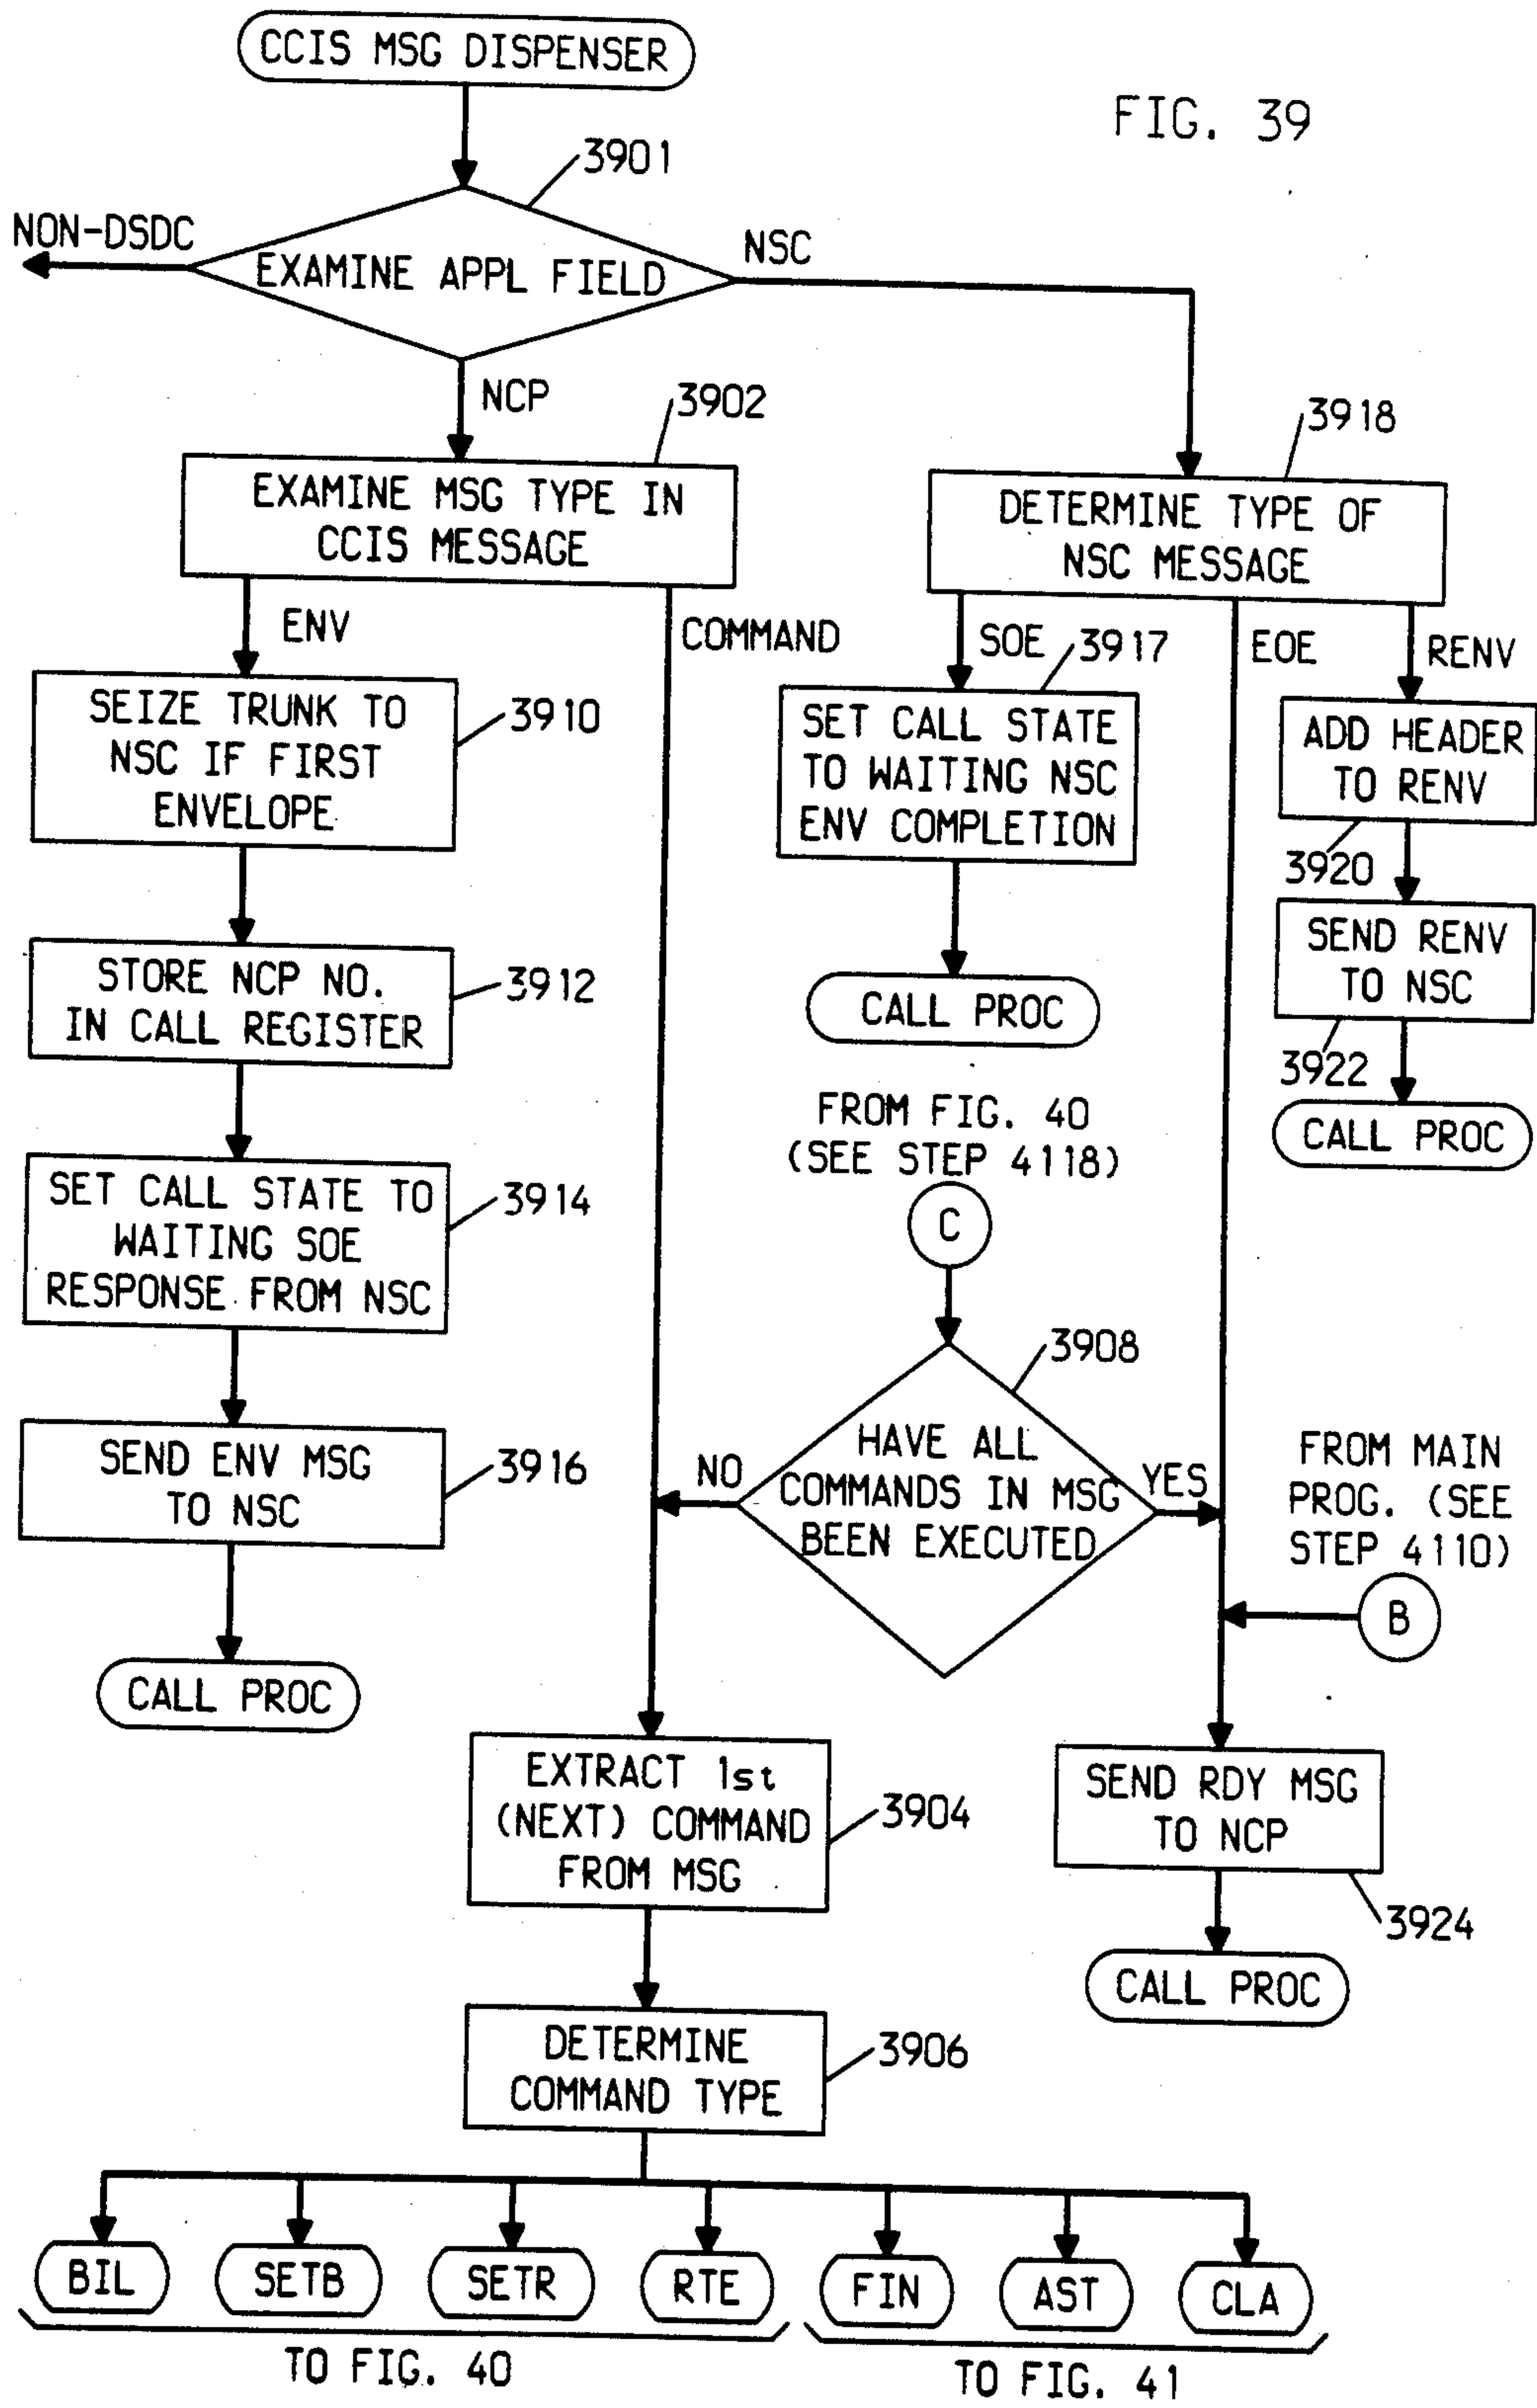 CCIS MSG DISPENSER
FIG. 39
3901
NON-DSDC
EXAMINE APPL FIELD
NSC
NCP
3902
EXAMINE MSG TYPE IN
CCIS MESSAGE
3918
DETERMINE TYPE OF
NSC MESSAGE
ENV
COMMAND
SOE
3917
EOE
RENV
SEIZE TRUNK TO
NSC IF FIRST
ENVELOPE
3910
SET CALL STATE
TO WAITING NSC
ENV COMPLETION
ADD HEADER
TO RENV
3920
STORE NCP NO.
IN CALL REGISTER
3912
CALL PROC
SEND RENV
TO NSC
3922
CALL PROC
FROM FIG. 40
(SEE STEP 4118)
C
SET CALL STATE TO
WAITING SOE
RESPONSE FROM NSC
3914
3908
HAVE ALL
COMMANDS IN MSG
BEEN EXECUTED
NO
YES
FROM MAIN
PROG. (SEE
STEP 4110)
B
SEND ENV MSG
TO NSC
3916
CALL PROC
EXTRACT 1st
(NEXT) COMMAND
FROM MSG
3904
SEND RDY MSG
TO NCP
3924
CALL PROC
DETERMINE
COMMAND TYPE
3906
BIL
SETB
SETR
RTE
FIN
AST
CLA
TO FIG. 40
TO FIG. 41